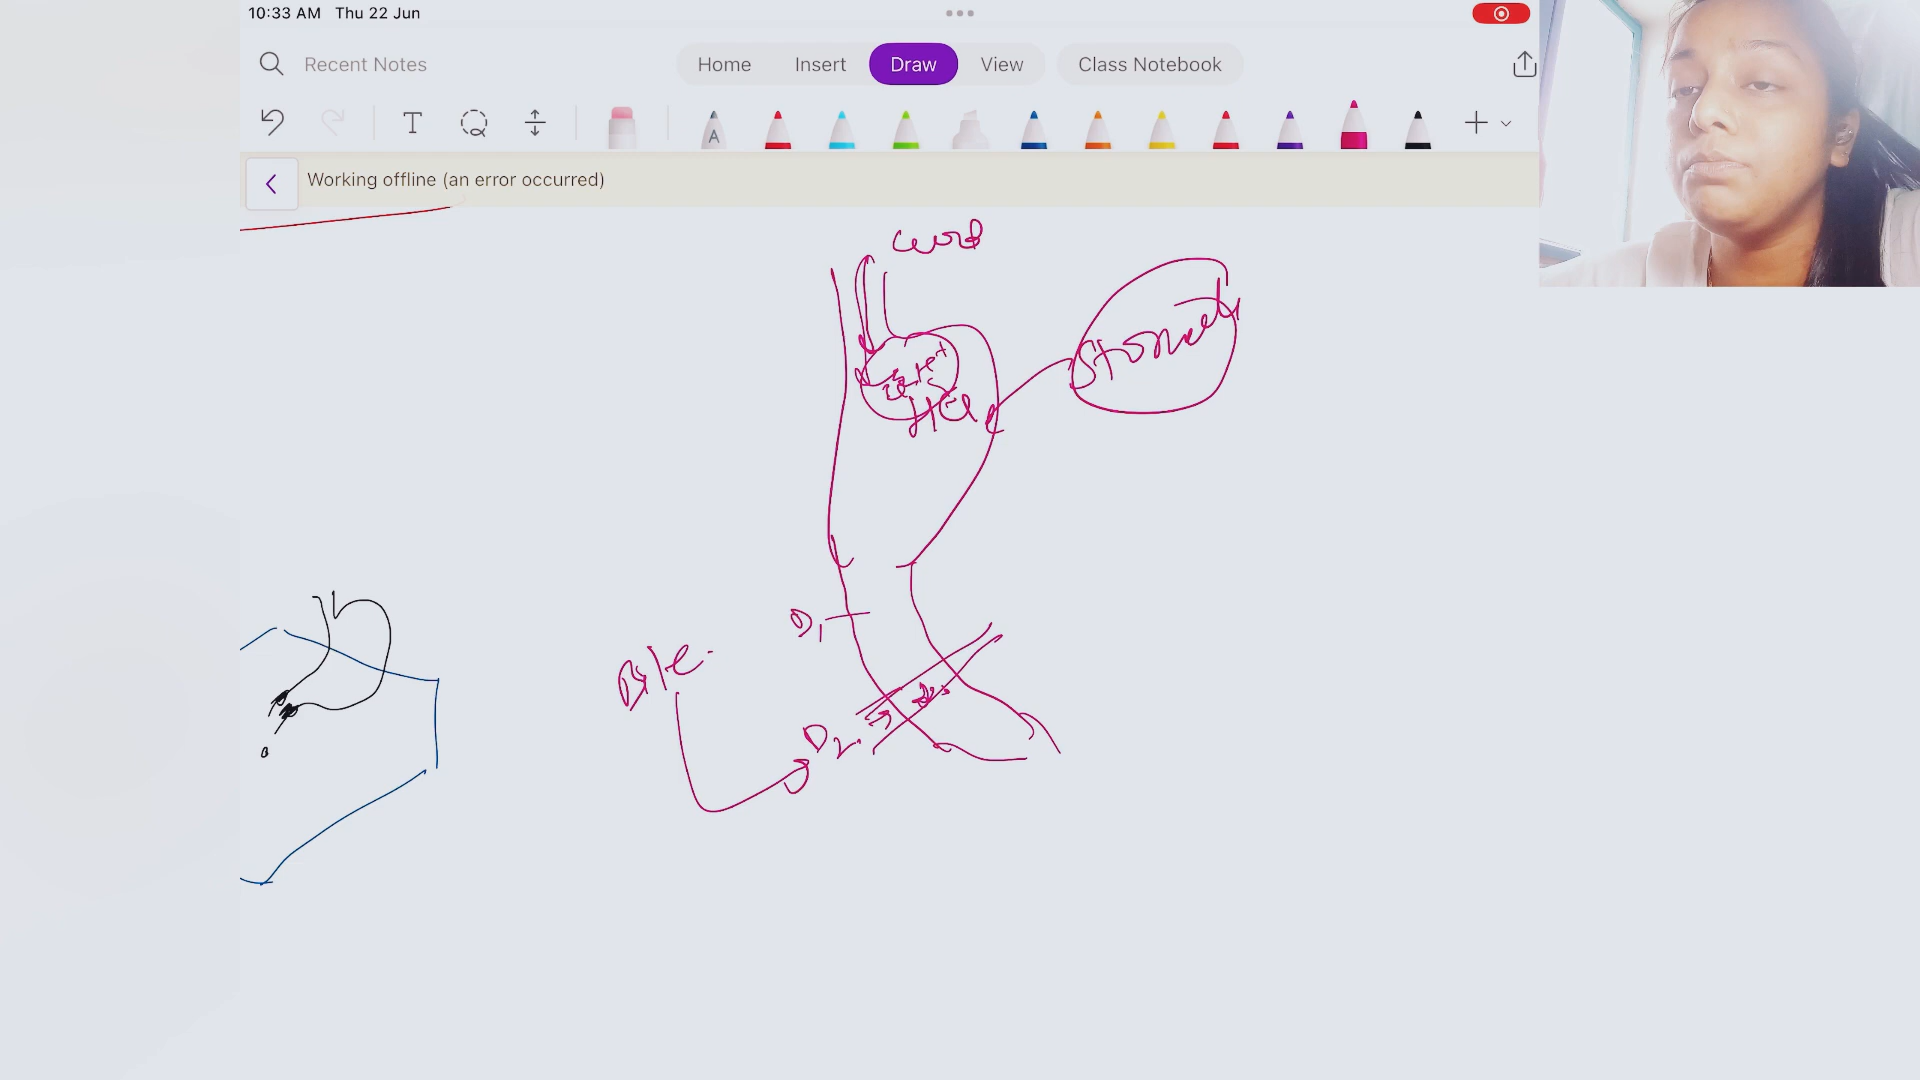 10:33 AM Thu 22 Jun
Recent Notes
Home Insert Draw View Class Notebook
T
A
Working offline (an error occurred)
HCl
D1
Bile
D2